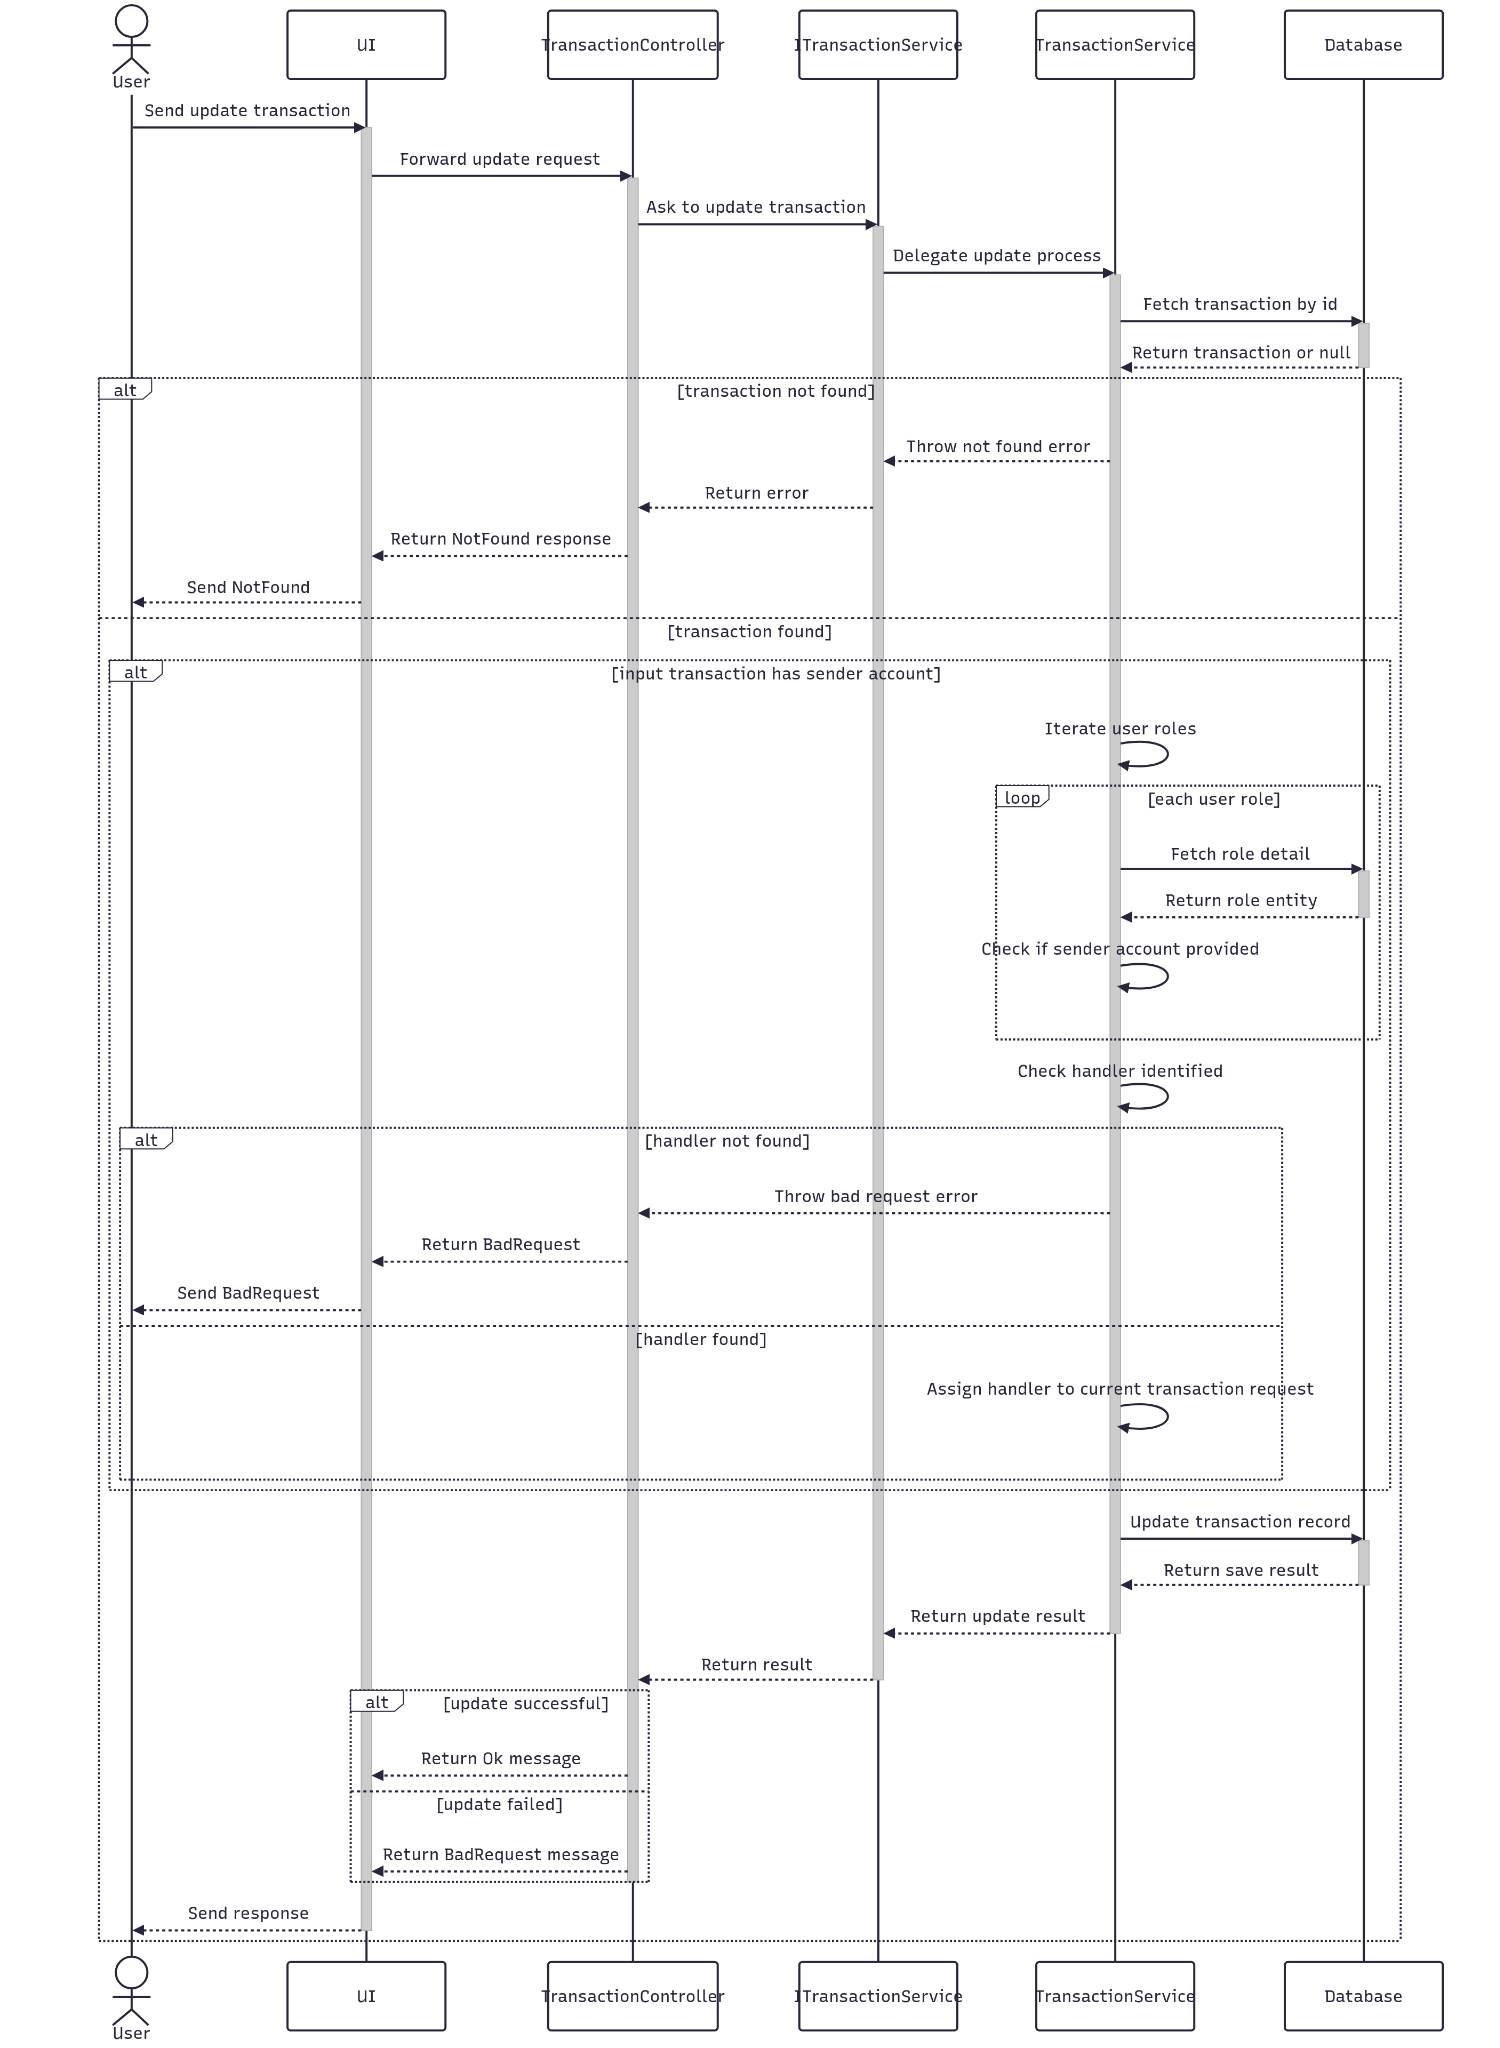 User
UI
TransactionController
ITransactionService
TransactionService
Database
Send update transaction
Forward update request
Ask to update transaction
Delegate update process
Fetch transaction by id
Return transaction or null
alt
[transaction not found]
Throw not found error
Return error
Return NotFound response
Send NotFound
[transaction found]
alt
[input transaction has sender account]
Iterate user roles
loop
[each user role]
Fetch role detail
Return role entity
Check if sender account provided
Check handler identified
alt
[handler not found]
Throw bad request error
Return BadRequest
Send BadRequest
[handler found]
Assign handler to current transaction request
Update transaction record
Return save result
Return update result
Return result
alt
[update successful]
Return Ok message
[update failed]
Return BadRequest message
Send response
User
UI
TransactionController
ITransactionService
TransactionService
Database